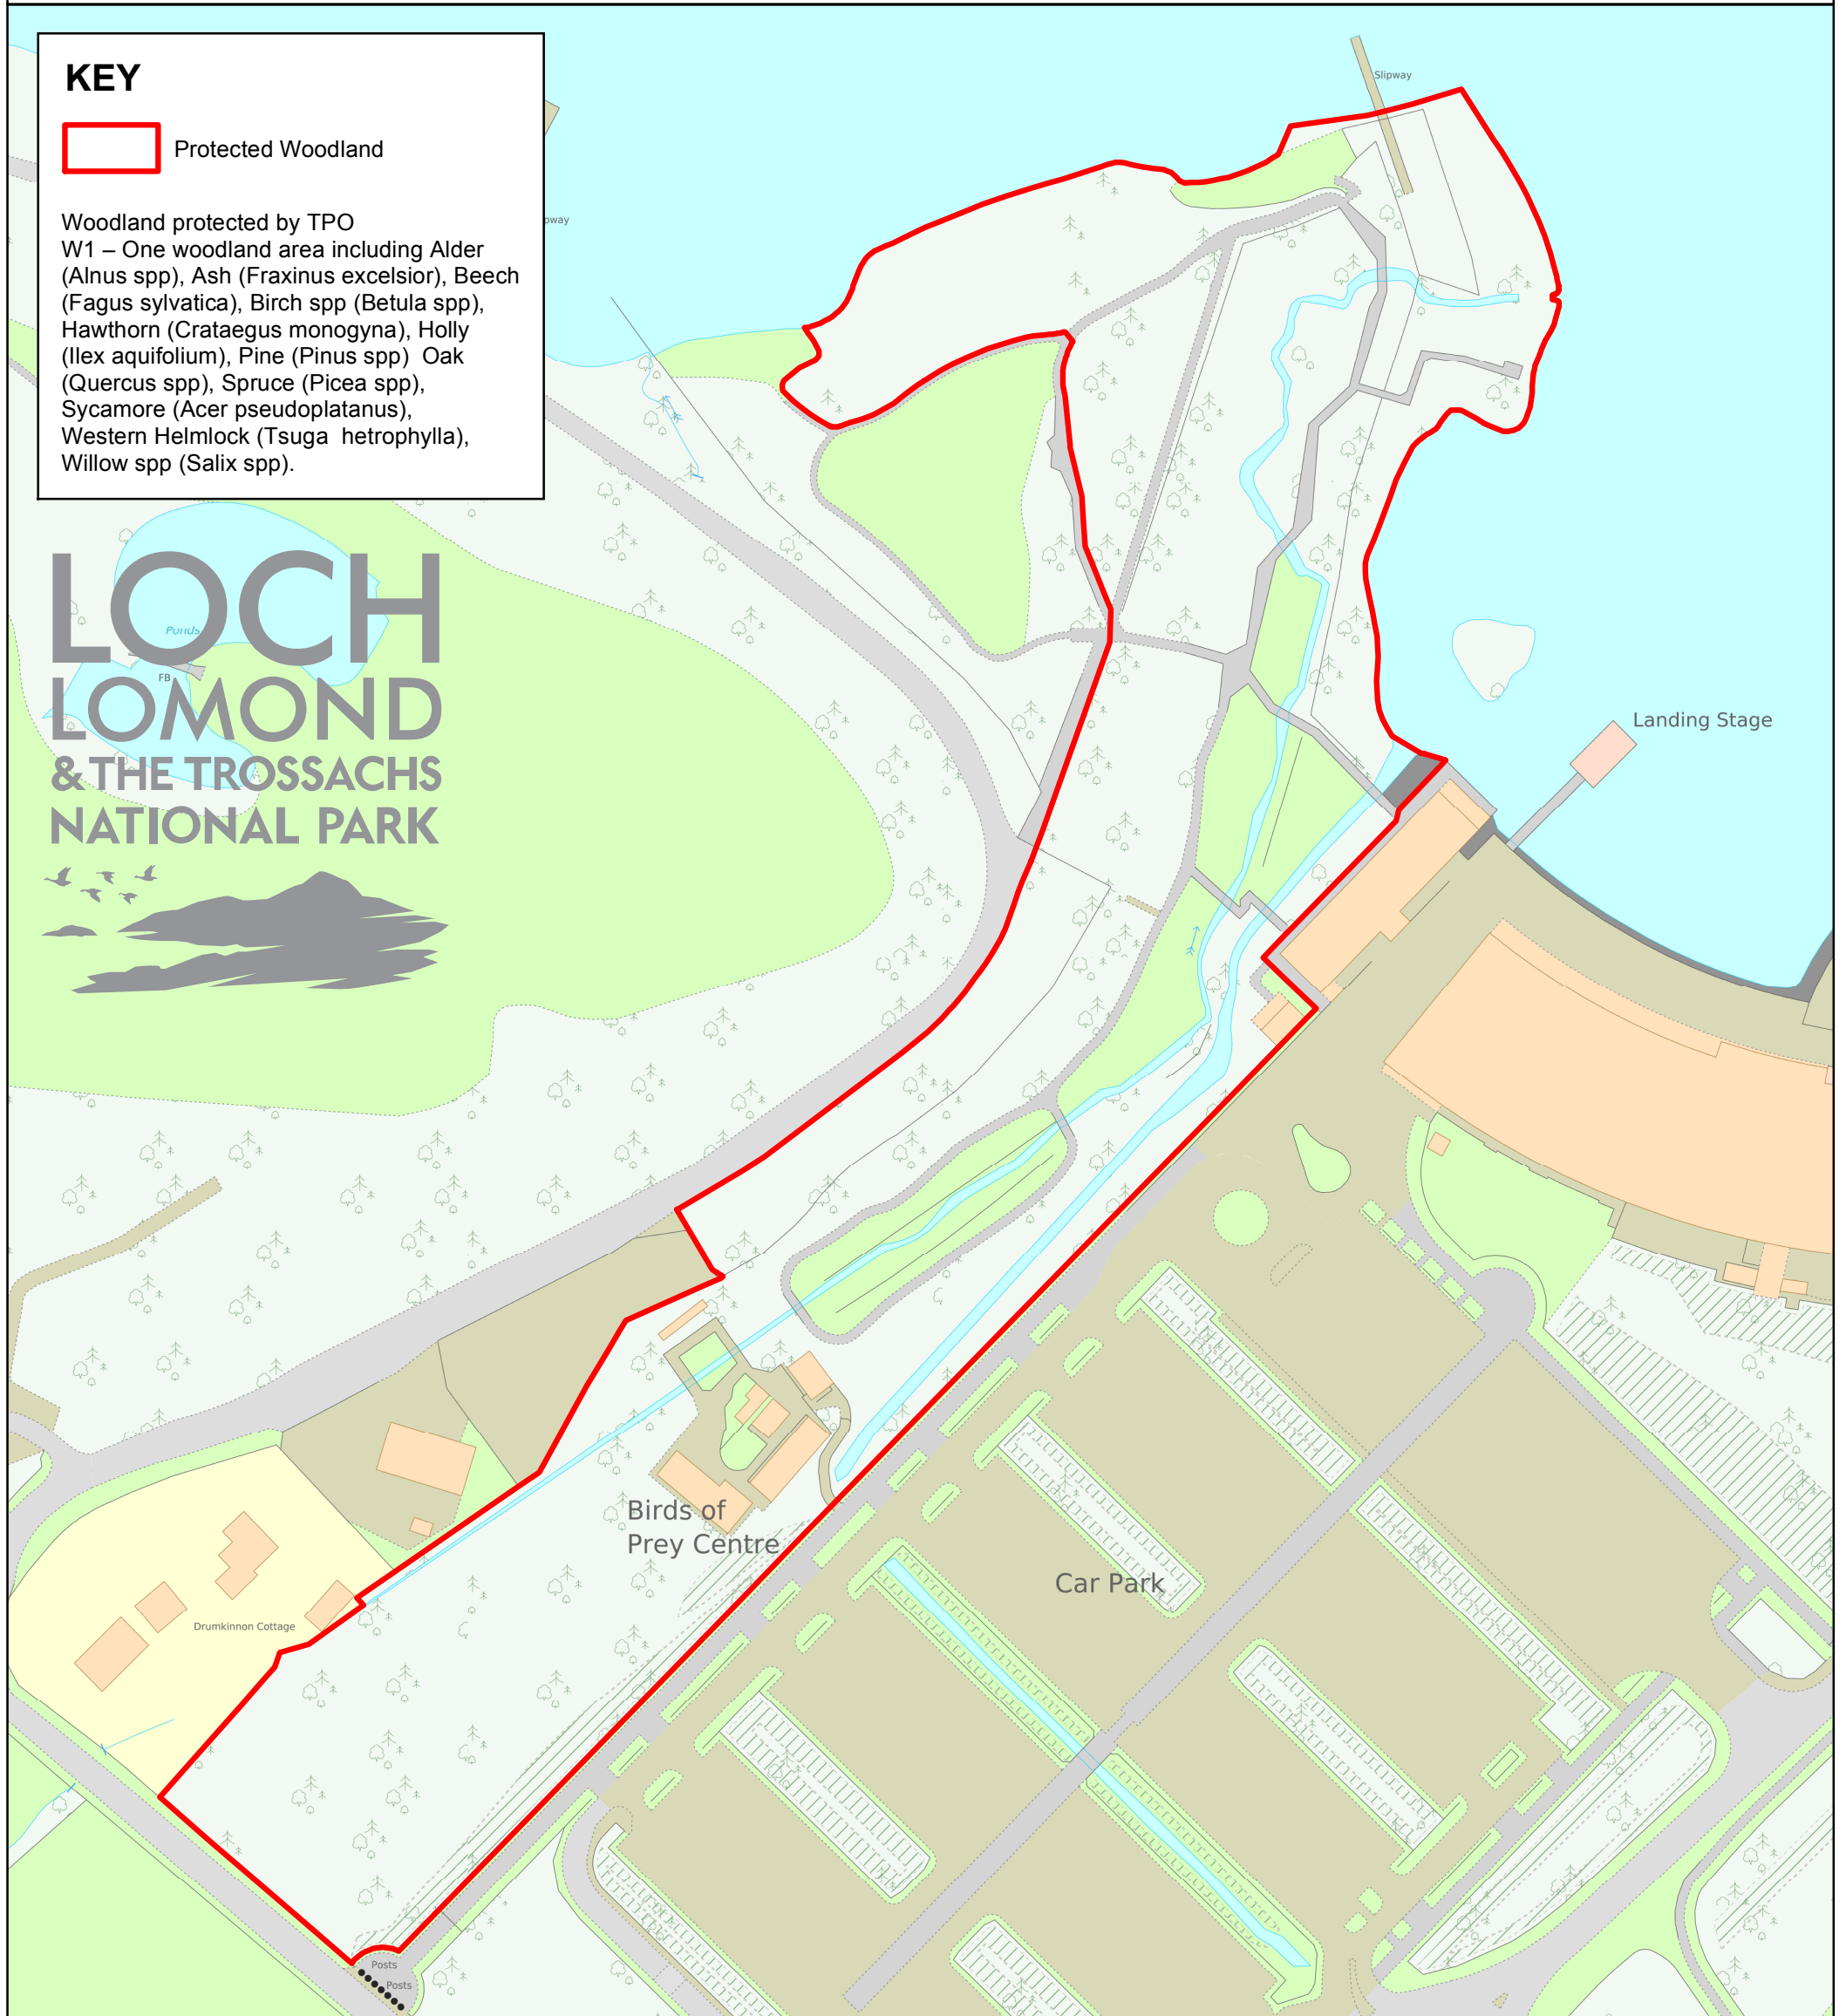 KEY
Protected Woodland
Woodland protected by TPO
W1 – One woodland area including Alder
(Alnus spp), Ash (Fraxinus excelsior), Beech
(Fagus sylvatica), Birch spp (Betula spp),
Hawthorn (Crataegus monogyna), Holly
(Ilex aquifolium), Pine (Pinus spp)  Oak
(Quercus spp), Spruce (Picea spp),
Sycamore (Acer pseudoplatanus),
Western Helmlock (Tsuga  hetrophylla),
Willow spp (Salix spp).
Slipway
pway
LOCH
LOMOND
& THE TROSSACHS
NATIONAL PARK
Ponds
FB
Landing Stage
Birds of
Prey Centre
Car Park
Drumkinnon Cottage
Posts
Posts